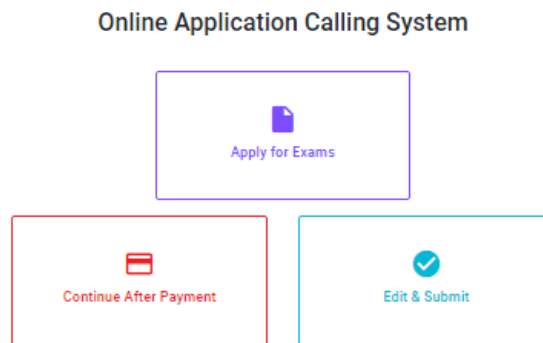 Online Application Calling System
Apply for Exams
Continue After Payment
Edit & Submit